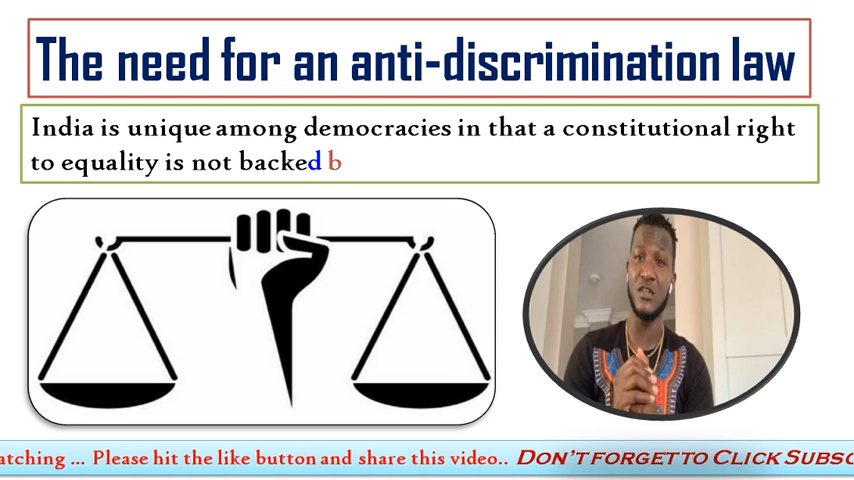 The need for an anti-discrimination law
India is unique among democracies in that a constitutional right
to equality is not backed b
atching ... Please hit the like button and share this video.. DON'T FORGET TO CLICK SUBSC